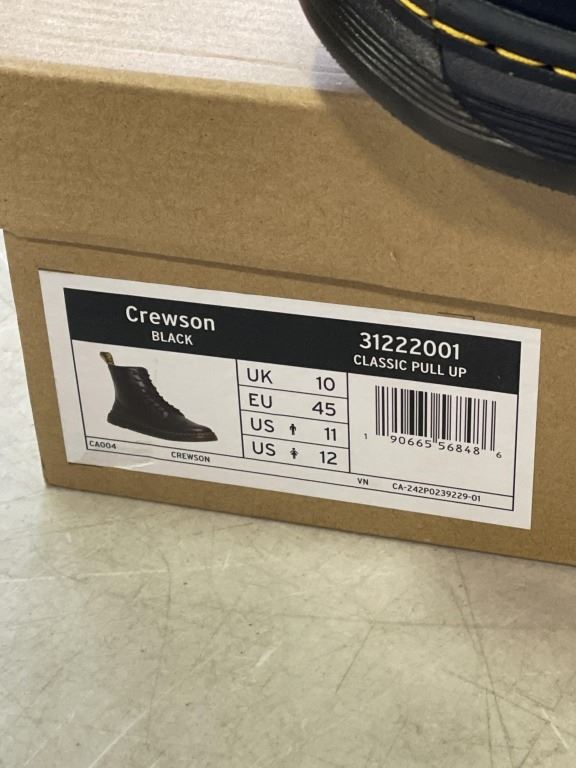 Crewson
BLACK
31222001
CLASSIC PULL UP
UK 10
EU 45
US 11
US 12
1 90665 56848 6
CA004
CREWSON
VN CA-242P0239229-01